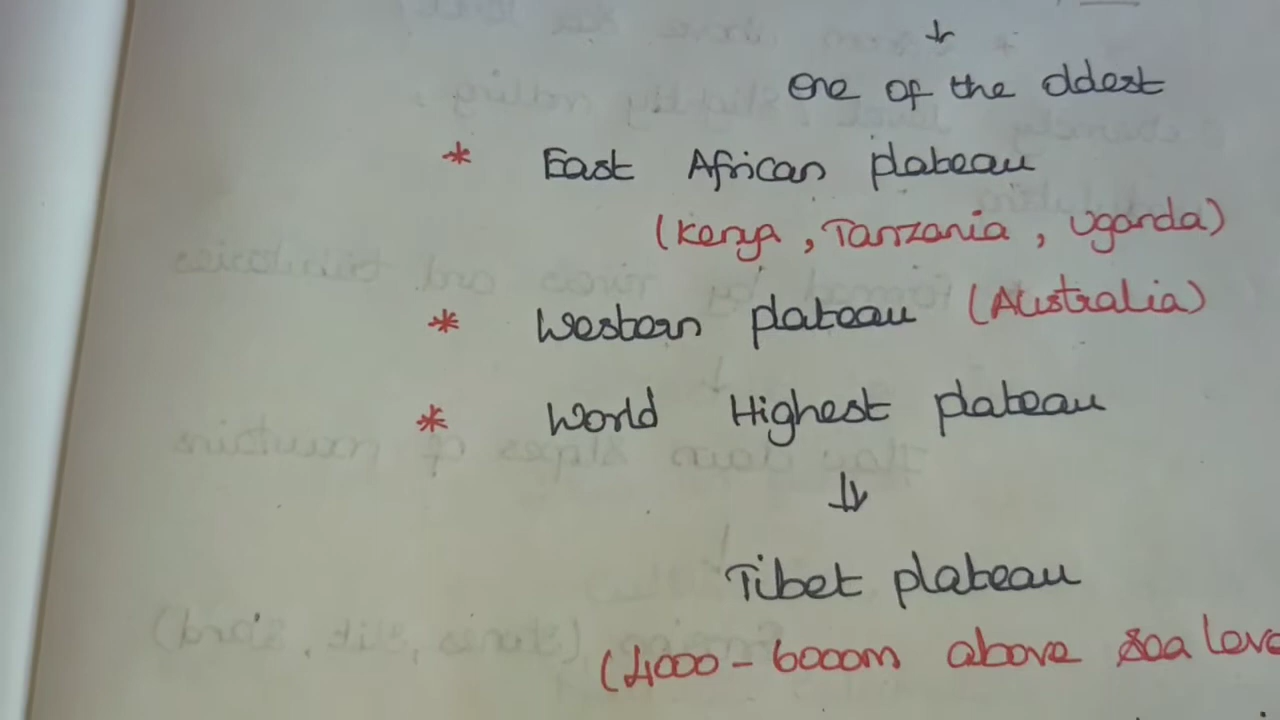 ↓
One of the oldest
* East African plateau
(Kenya, Tanzania, Uganda)
* Western plateau (Australia)
* World Highest plateau
↓
Tibet plateau
(4000 - 6000m above sea leve